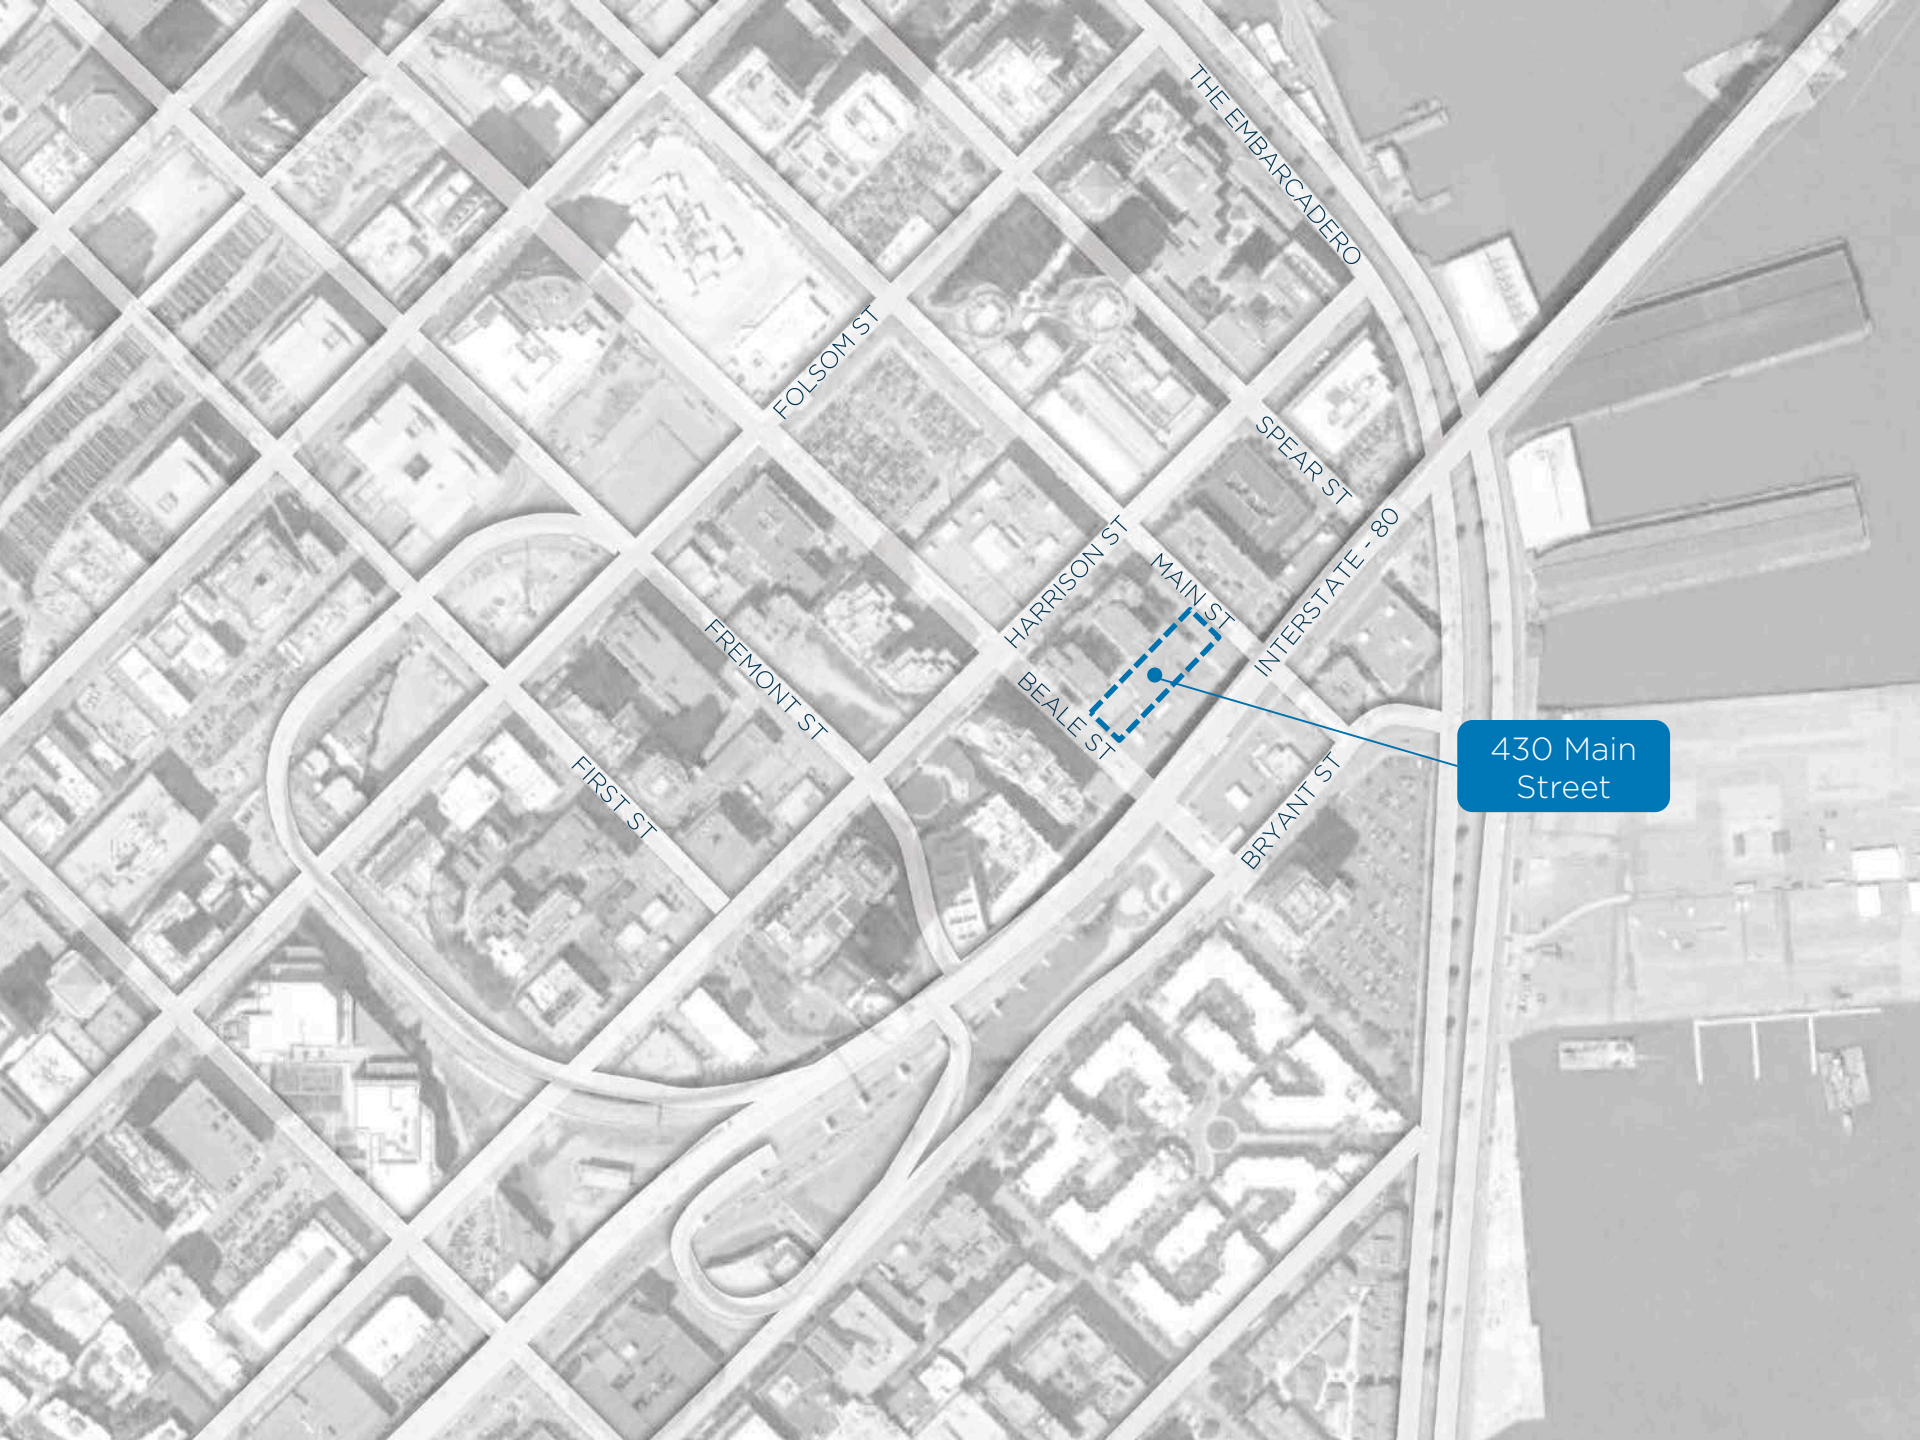 THE EMBARCADERO
FOLSOM ST
SPEAR ST
HARRISON ST
MAIN ST
INTERSTATE - 80
FREMONT ST
BEALE ST
FIRST ST
BRYANT ST
430 Main
Street